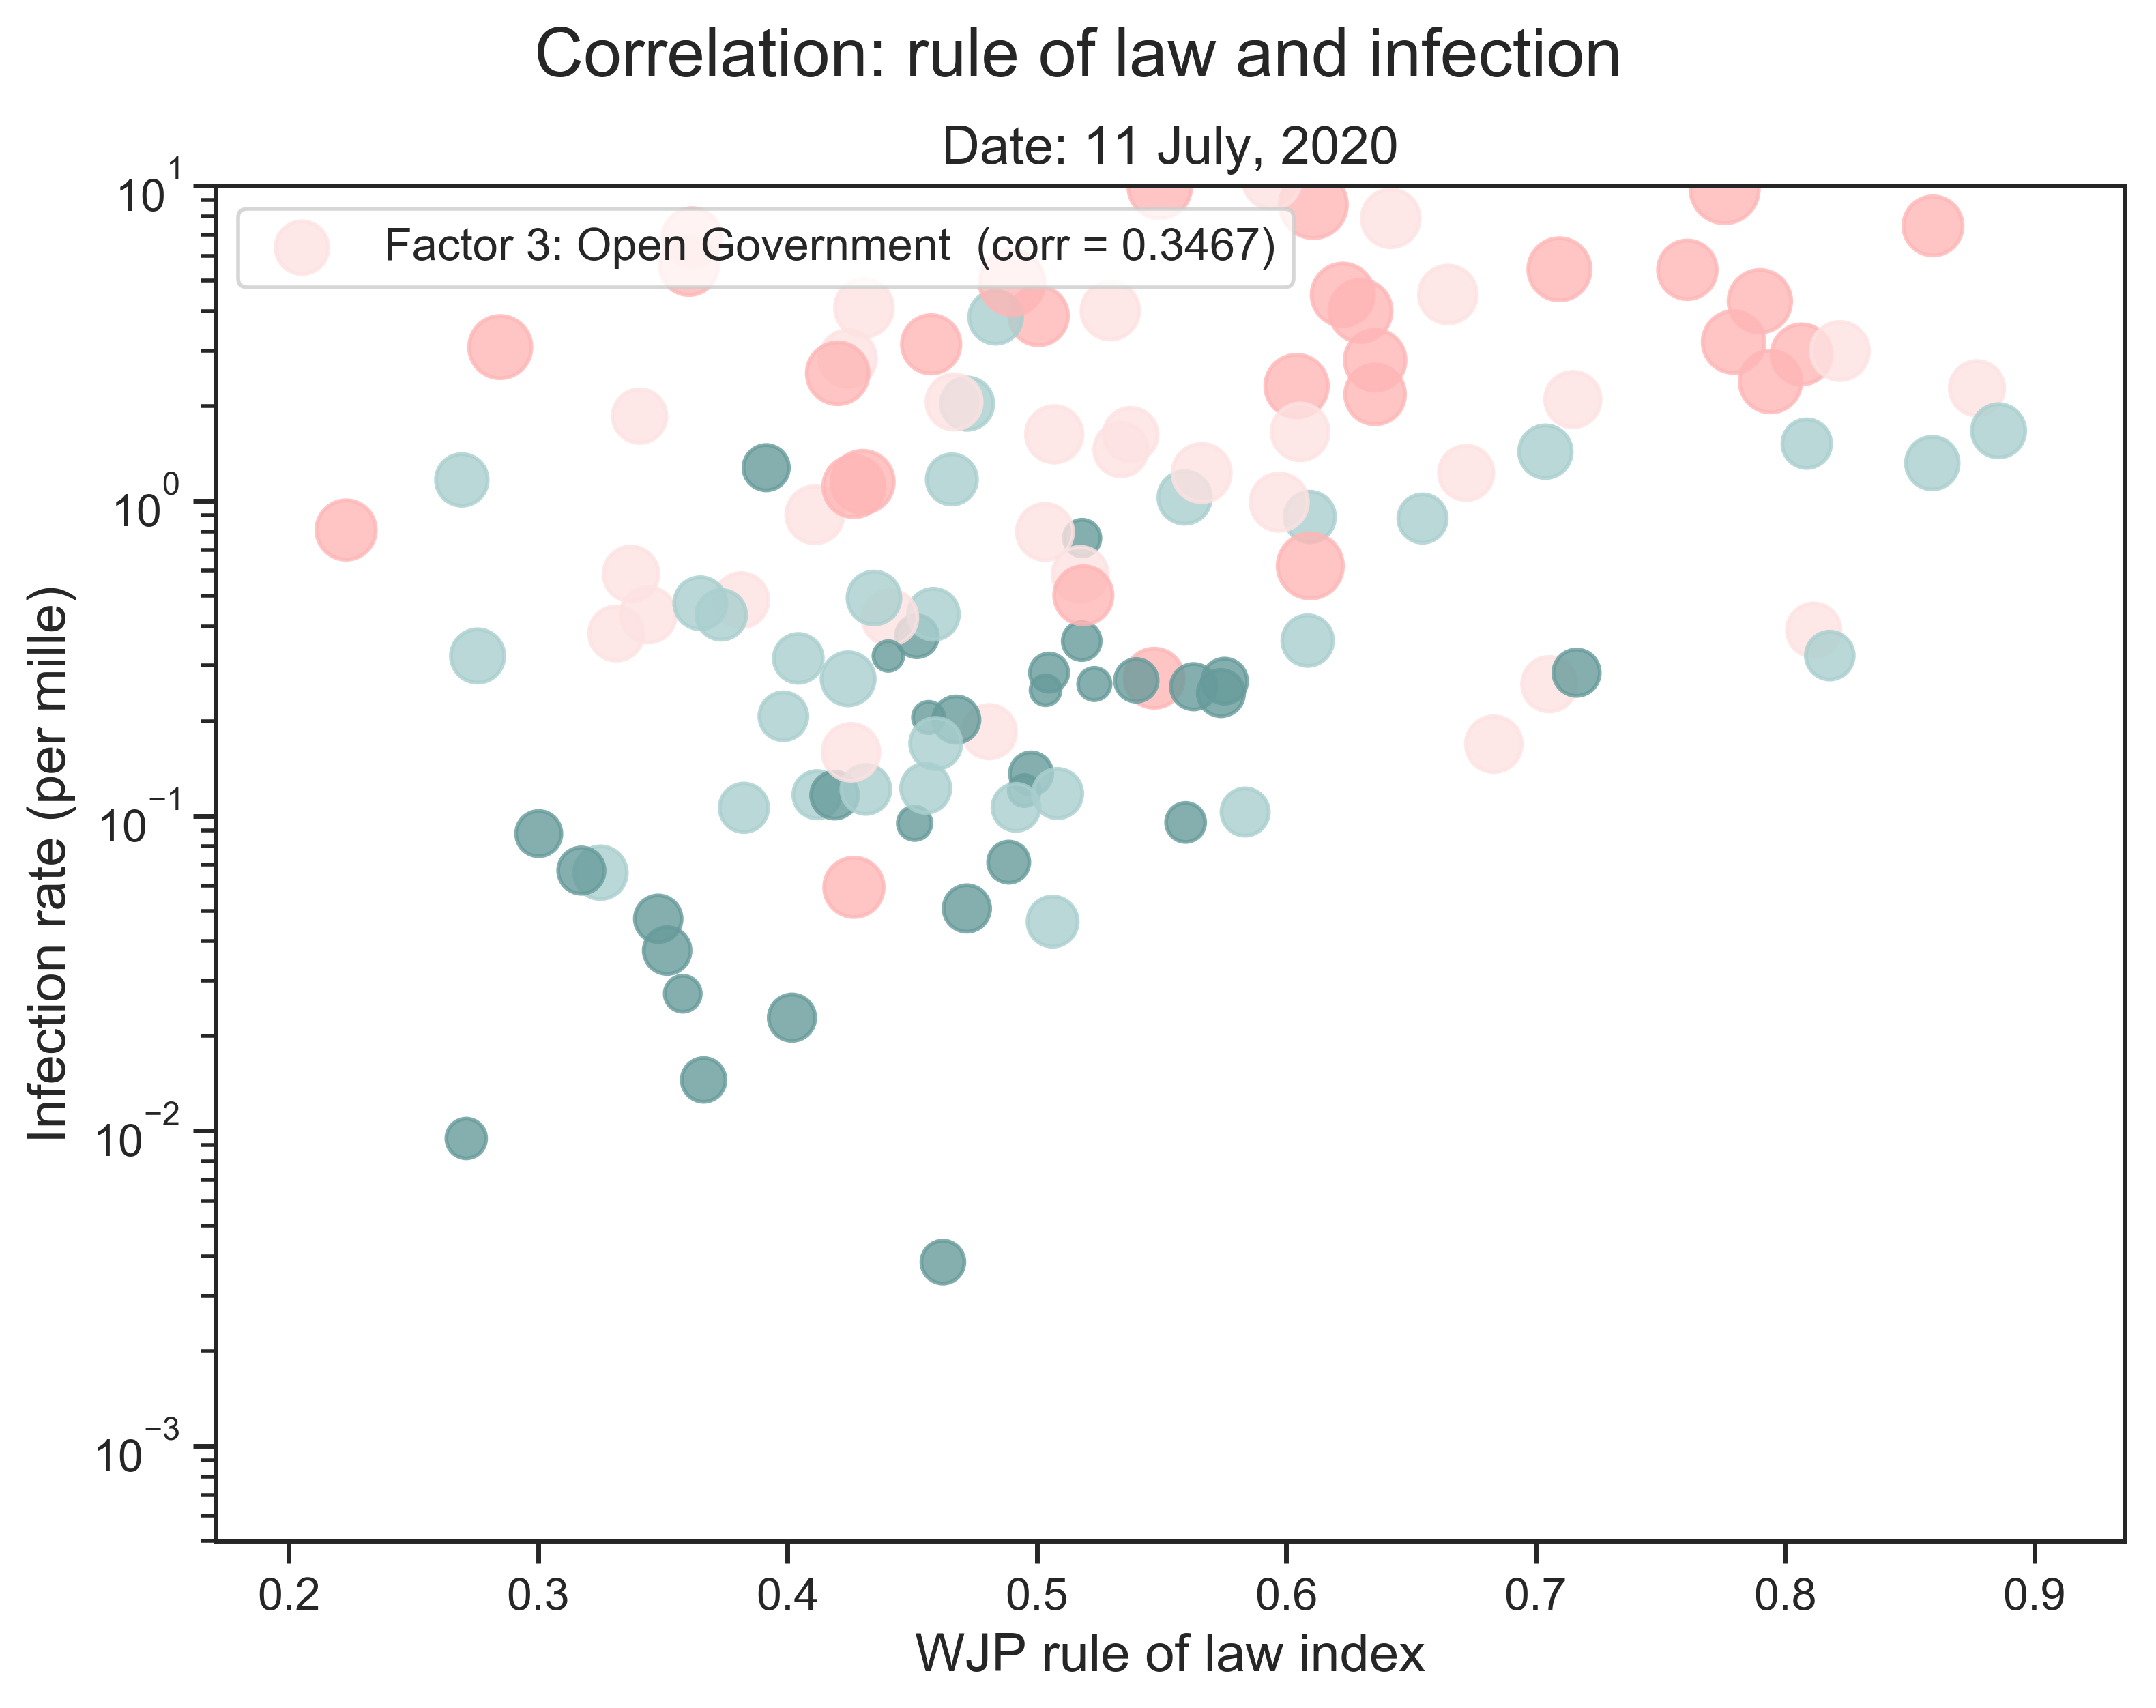 Correlation: rule of law and infection
Date: 11 July, 2020
Factor 3: Open Government (corr = 0.3467)
Infection rate (per mille)
10^1
10^0
10^−1
10^−2
10^−3
0.2 0.3 0.4 0.5 0.6 0.7 0.8 0.9
WJP rule of law index